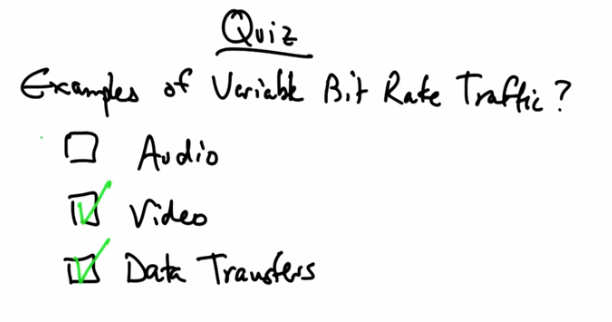 Quiz
Examples of Variable Bit Rate Traffic?
Audio
Video
Data Transfers